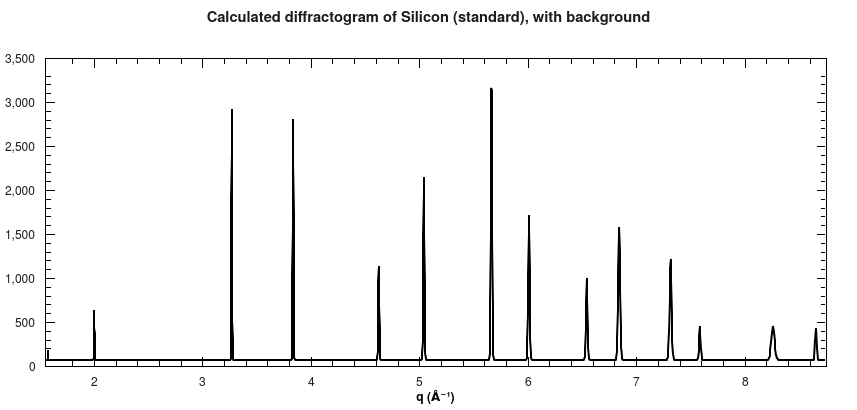 Calculated diffractogram of Silicon (standard), with background
3,500
3,000
2,500
2,000
1,500
1,000
500
0
2 3 4 5 6 7 8
q (Å⁻¹)